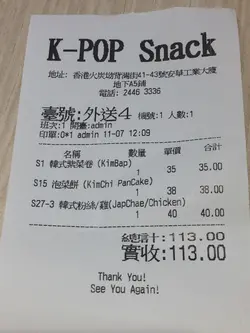 K-POP Snack
地址: 香港火炭坳背灣街41-43號安華工業大廈
地下A5鋪
電話: 2446 3336
臺號:外送4 機號:1 人數:1
班次:1 開臺:admin
印單:*1 admin 11-07 12:09
名稱 數量 單價 合計
S1 韓式紫菜卷 (KimBap)
1 35 35.00
S15 泡菜餅 (KimChi PanCake)
1 38 38.00
S27-3 韓式粉絲/雞(JapChae/Chicken)
1 40 40.00
總計:113.00
實收:113.00
Thank You!
See You Again!